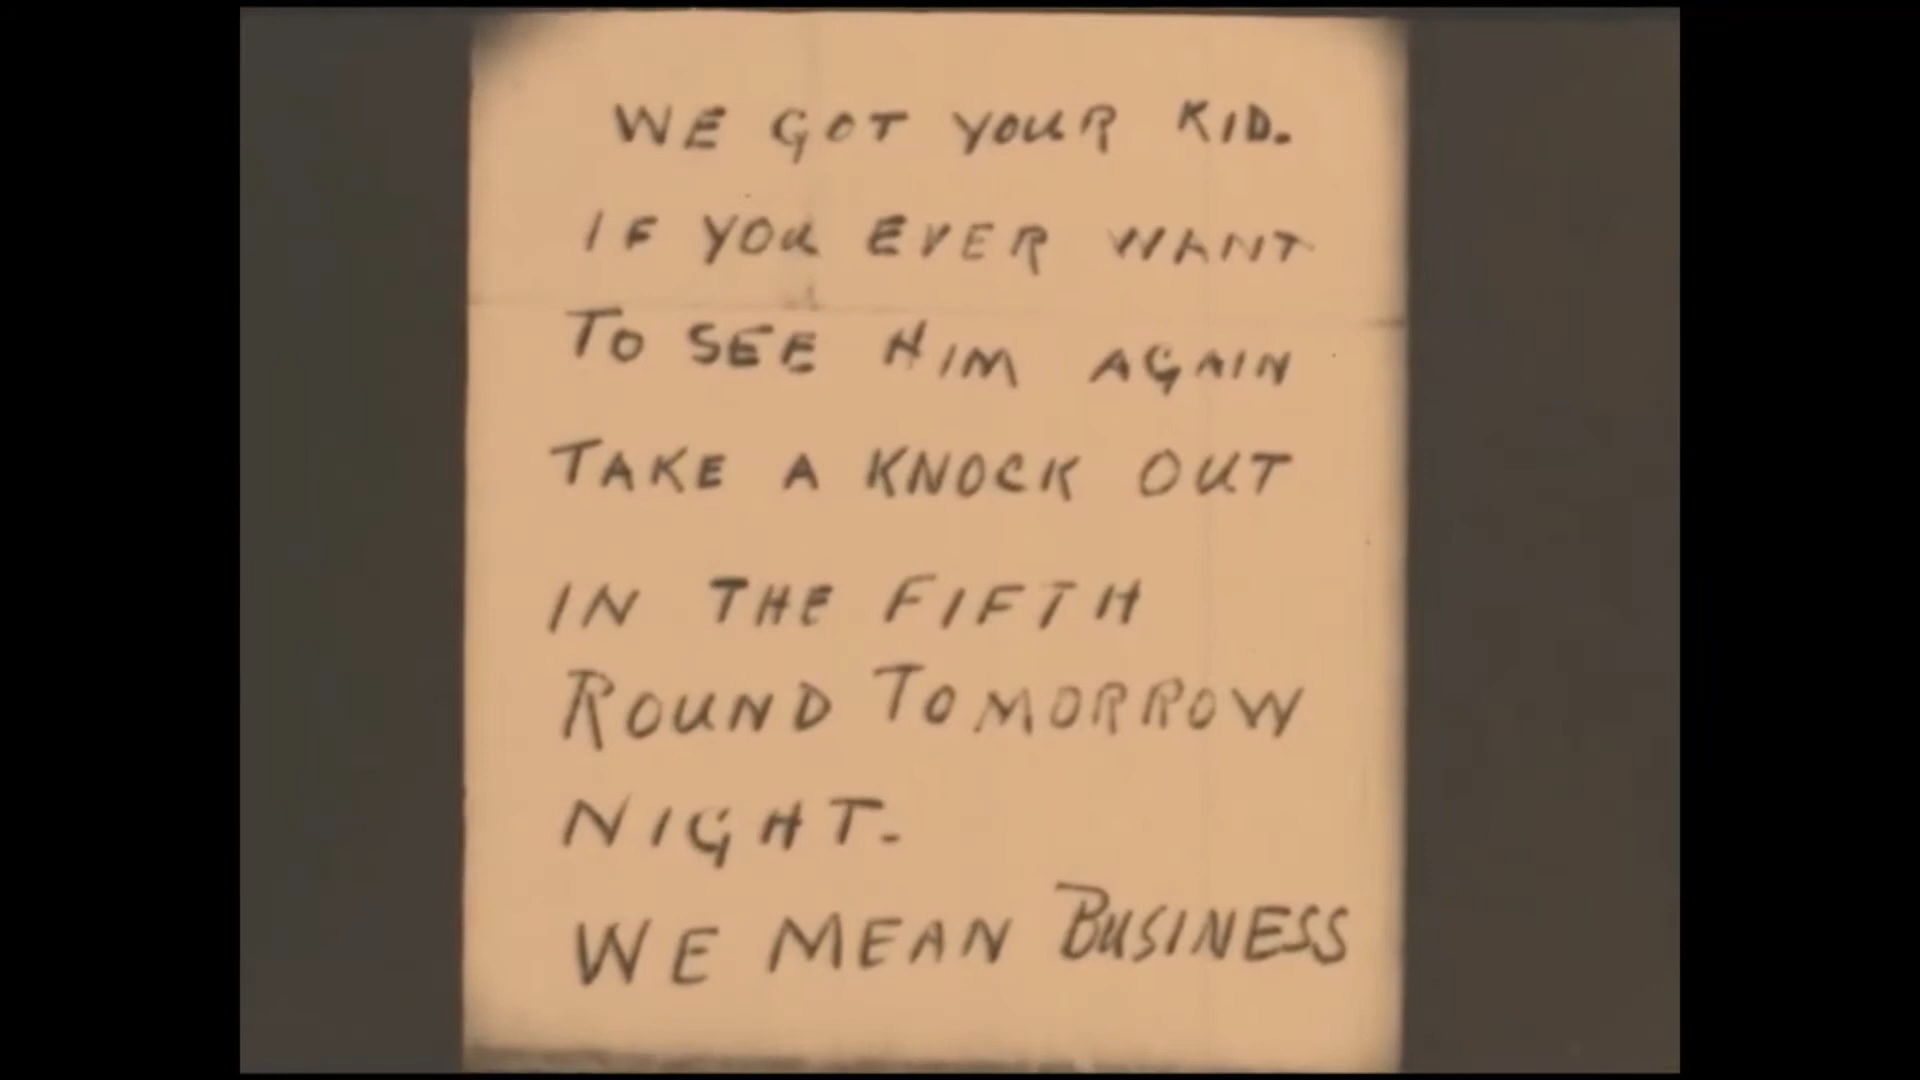 WE GOT YOUR KID.
IF YOU EVER WANT
TO SEE HIM AGAIN
TAKE A KNOCK OUT
IN THE FIFTH
ROUND TOMORROW
NIGHT.
WE MEAN BUSINESS